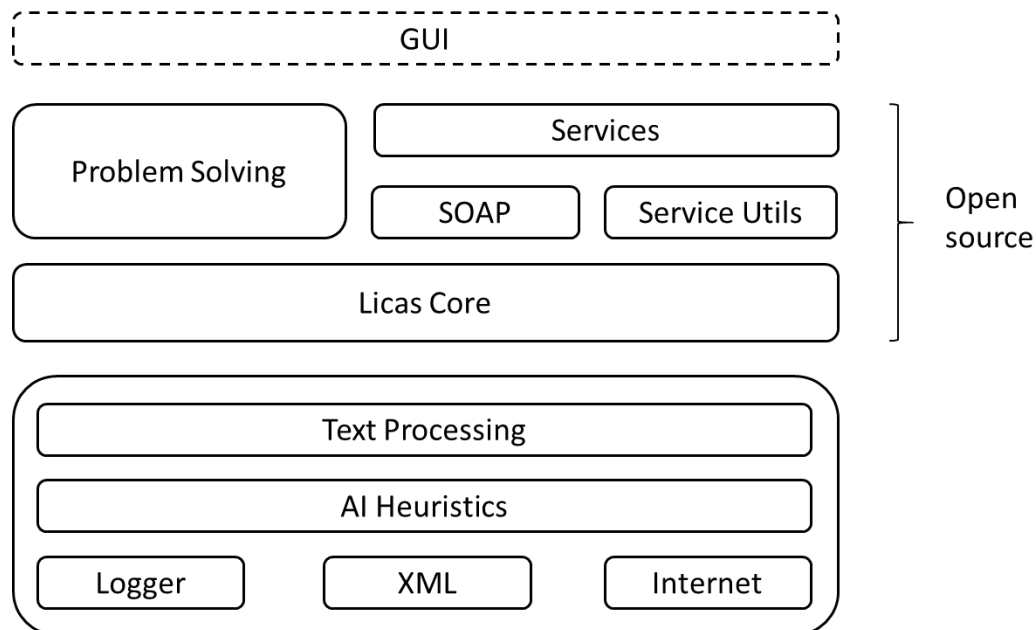 GUI
Services
Problem Solving
SOAP
Service Utils
Open
source
Licas Core
Text Processing
AI Heuristics
Logger
XML
Internet